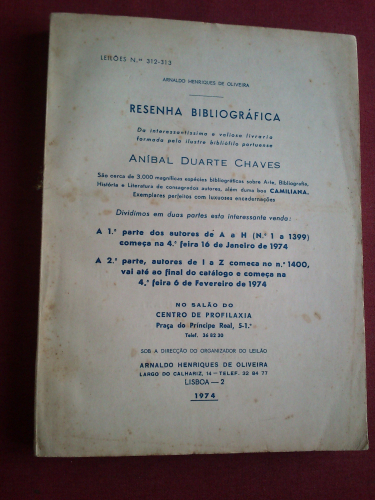 LEILÕES N.os 312-313
ARNALDO HENRIQUES DE OLIVEIRA
RESENHA BIBLIOGRÁFICA
Da interessantíssima e valiosa livraria
formada pelo ilustre bibliófilo portuense
ANÍBAL DUARTE CHAVES
São cerca de 3.000 magníficas espécies bibliográficas sobre Arte, Bibliografia,
História e Literatura de consagrados autores, além duma boa CAMILIANA.
Exemplares perfeitos com luxuosas encadernações
Dividimos em duas partes esta interessante venda:
A 1.ª parte dos autores de A a H (N.º 1 a 1399)
começa na 4.ª feira 16 de Janeiro de 1974
A 2.ª parte, autores de I a Z começa no n.º 1400,
vai até ao final do catálogo e começa na
4.ª feira 6 de Fevereiro de 1974
NO SALÃO DO
CENTRO DE PROFILAXIA
Praça do Príncipe Real, 5-1.º
Telef. 36 82 30
SOB A DIRECÇÃO DO ORGANIZADOR DO LEILÃO
ARNALDO HENRIQUES DE OLIVEIRA
LARGO DO CALHARIZ, 14 — TELEF. 32 84 77
LISBOA — 2
1974